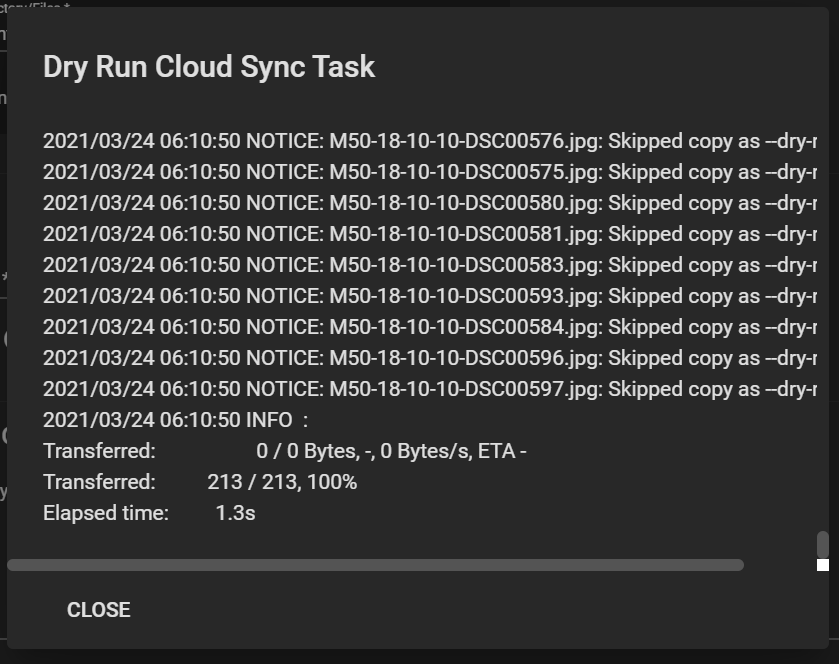 Dry Run Cloud Sync Task
2021/03/24 06:10:50 NOTICE: M50-18-10-10-DSC00576.jpg: Skipped copy as --dry-r
2021/03/24 06:10:50 NOTICE: M50-18-10-10-DSC00575.jpg: Skipped copy as --dry-r
2021/03/24 06:10:50 NOTICE: M50-18-10-10-DSC00580.jpg: Skipped copy as --dry-r
2021/03/24 06:10:50 NOTICE: M50-18-10-10-DSC00581.jpg: Skipped copy as --dry-r
2021/03/24 06:10:50 NOTICE: M50-18-10-10-DSC00583.jpg: Skipped copy as --dry-r
2021/03/24 06:10:50 NOTICE: M50-18-10-10-DSC00593.jpg: Skipped copy as --dry-r
2021/03/24 06:10:50 NOTICE: M50-18-10-10-DSC00584.jpg: Skipped copy as --dry-r
2021/03/24 06:10:50 NOTICE: M50-18-10-10-DSC00596.jpg: Skipped copy as --dry-r
2021/03/24 06:10:50 NOTICE: M50-18-10-10-DSC00597.jpg: Skipped copy as --dry-r
2021/03/24 06:10:50 INFO :
Transferred: 0 / 0 Bytes, -, 0 Bytes/s, ETA -
Transferred: 213 / 213, 100%
Elapsed time: 1.3s
CLOSE